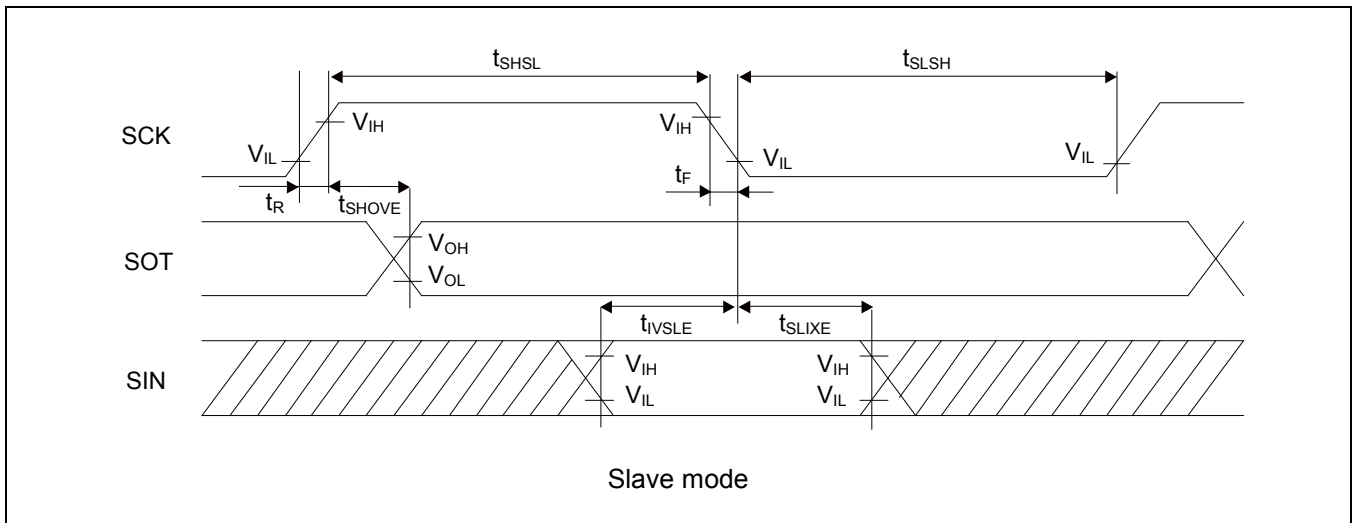 tSHSL
tSLSH
SCK
VIH
VIH
VIL
VIL
VIL
tF
tR
tSHOVE
SOT
VOH
VOL
tIVSLE
tSLIXE
SIN
VIH
VIH
VIL
VIL
Slave mode